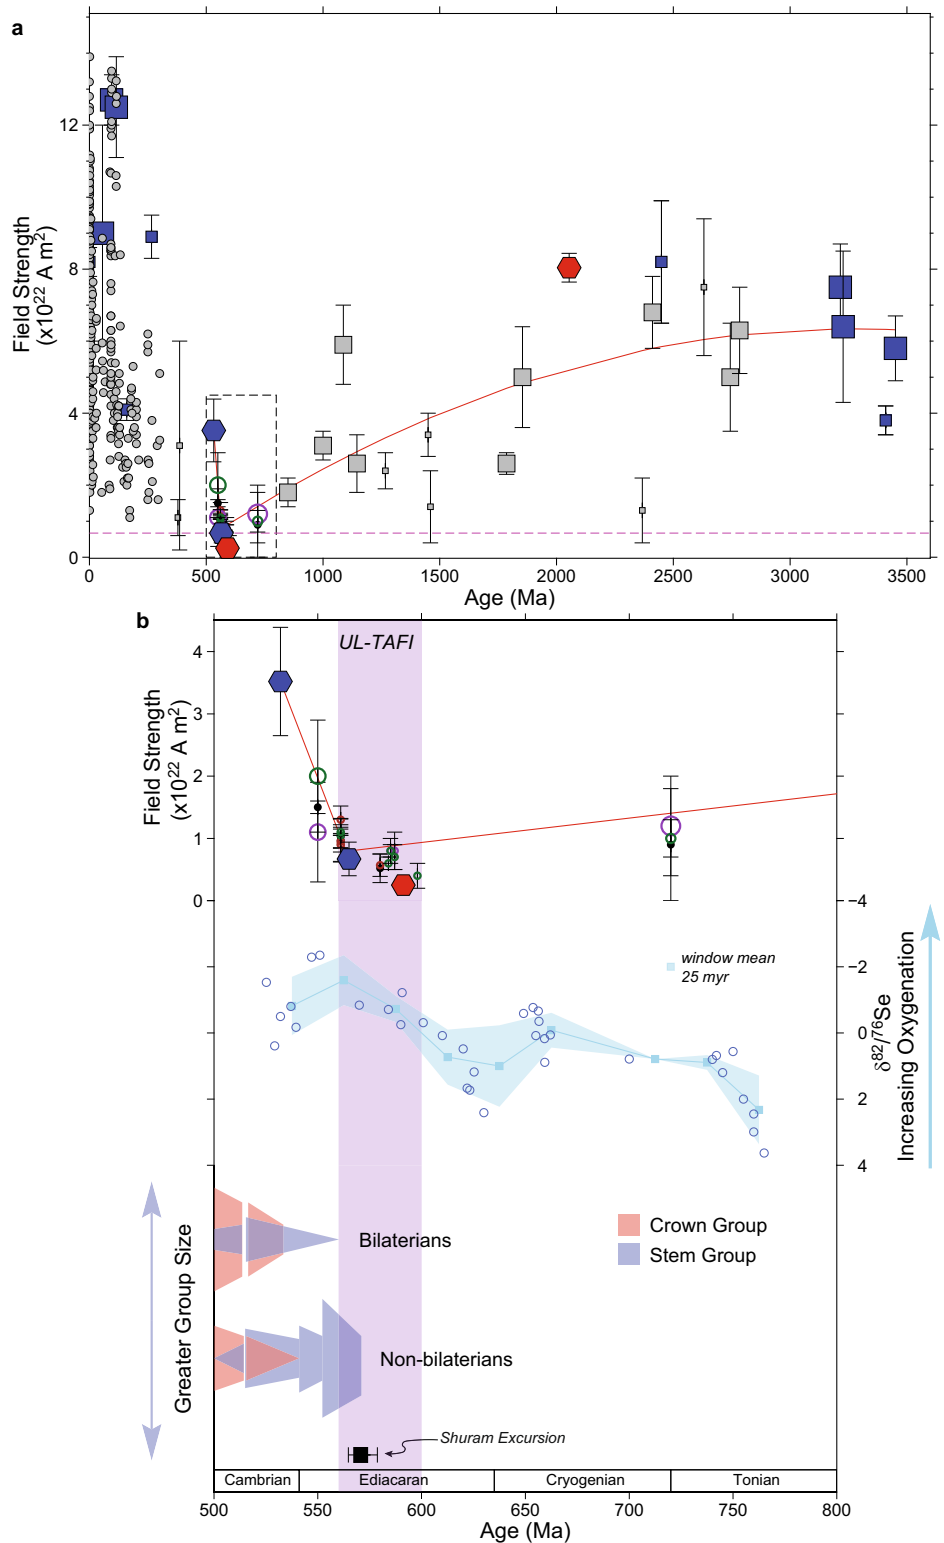 a
12
8
4
0
Field Strength
(x10²² A m²)
0 500 1000 1500 2000 2500 3000 3500
Age (Ma)
b
UL-TAFI
4
3
2
1
0
Field Strength
(x10²² A m²)
−4
−2
0
2
4
δ⁸²/⁷⁶Se
Increasing Oxygenation
window mean
25 myr
Greater Group Size
Crown Group
Stem Group
Bilaterians
Non-bilaterians
Shuram Excursion
Cambrian Ediacaran Cryogenian Tonian
500 550 600 650 700 750 800
Age (Ma)